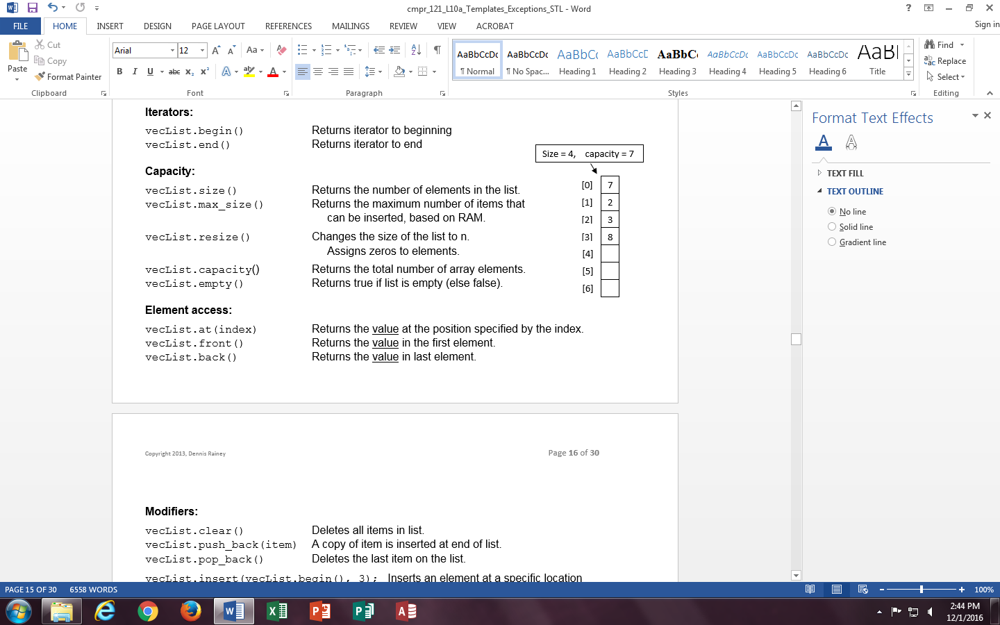 cmpr_121_L10a_Templates_Exceptions_STL - Word
FILE HOME INSERT DESIGN PAGE LAYOUT REFERENCES MAILINGS REVIEW VIEW ACROBAT Sign in
Paste
Cut
Copy
Format Painter
Clipboard
Arial 12
Font
Paragraph
AaBbCcDc AaBbCcDc AaBbCc AaBbCcD AaBbCc AaBbCcDc AaBbCcDc AaBbCcDc AaBl
¶ Normal ¶ No Spac... Heading 1 Heading 2 Heading 3 Heading 4 Heading 5 Heading 6 Title
Styles
Find
Replace
Select
Editing
Iterators:
vecList.begin() Returns iterator to beginning
vecList.end() Returns iterator to end
Size = 4, capacity = 7
Capacity:
vecList.size() Returns the number of elements in the list.
vecList.max_size() Returns the maximum number of items that
can be inserted, based on RAM.
vecList.resize() Changes the size of the list to n.
Assigns zeros to elements.
vecList.capacity() Returns the total number of array elements.
vecList.empty() Returns true if list is empty (else false).
[0] 7
[1] 2
[2] 3
[3] 8
[4]
[5]
[6]
Element access:
vecList.at(index) Returns the value at the position specified by the index.
vecList.front() Returns the value in the first element.
vecList.back() Returns the value in last element.
Copyright 2013, Dennis Rainey Page 16 of 30
Modifiers:
vecList.clear() Deletes all items in list.
vecList.push_back(item) A copy of item is inserted at end of list.
vecList.pop_back() Deletes the last item on the list.
vecList.insert(vecList.begin(), 3); Inserts an element at a specific location
Format Text Effects
TEXT FILL
TEXT OUTLINE
No line
Solid line
Gradient line
PAGE 15 OF 30 6558 WORDS 100%
2:44 PM
12/1/2016